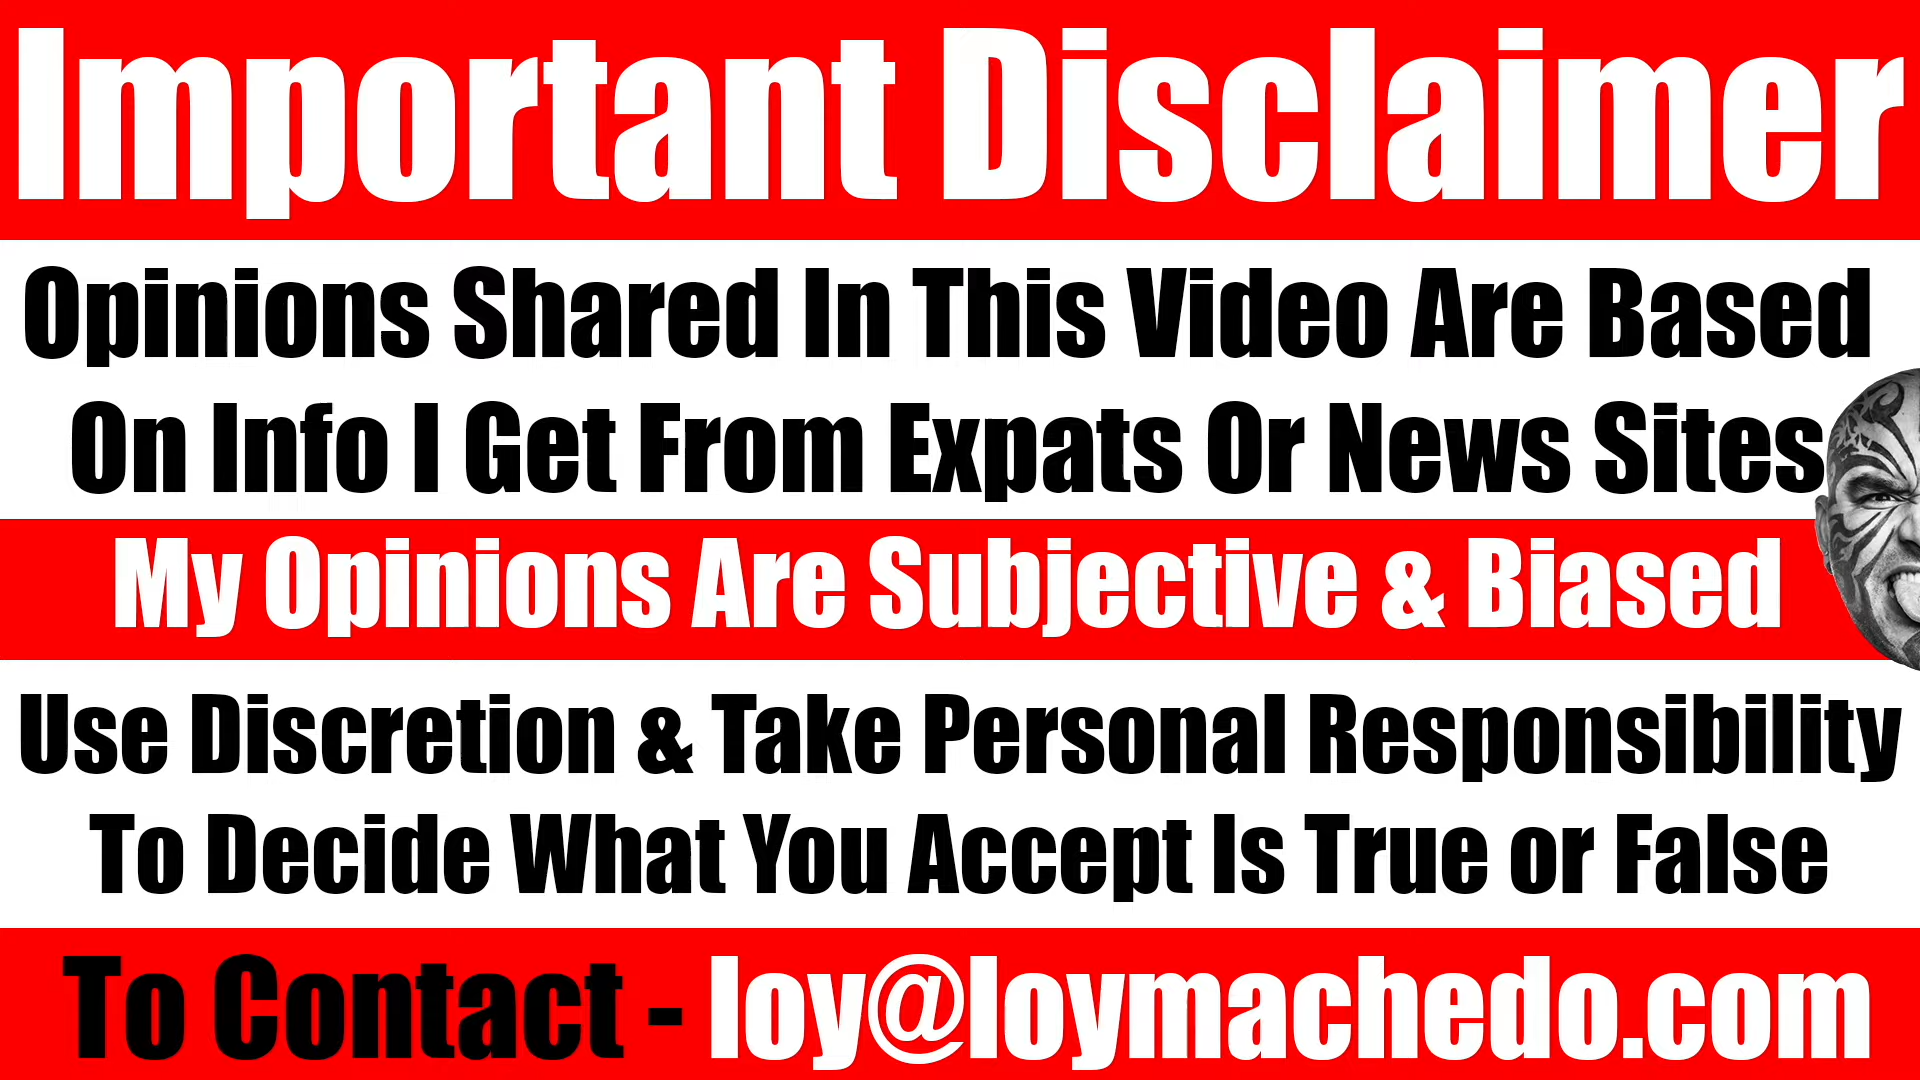 Important Disclaimer
Opinions Shared In This Video Are Based
On Info I Get From Expats Or News Sites
My Opinions Are Subjective & Biased
Use Discretion & Take Personal Responsibility
To Decide What You Accept Is True or False
To Contact - loy@loymachedo.com